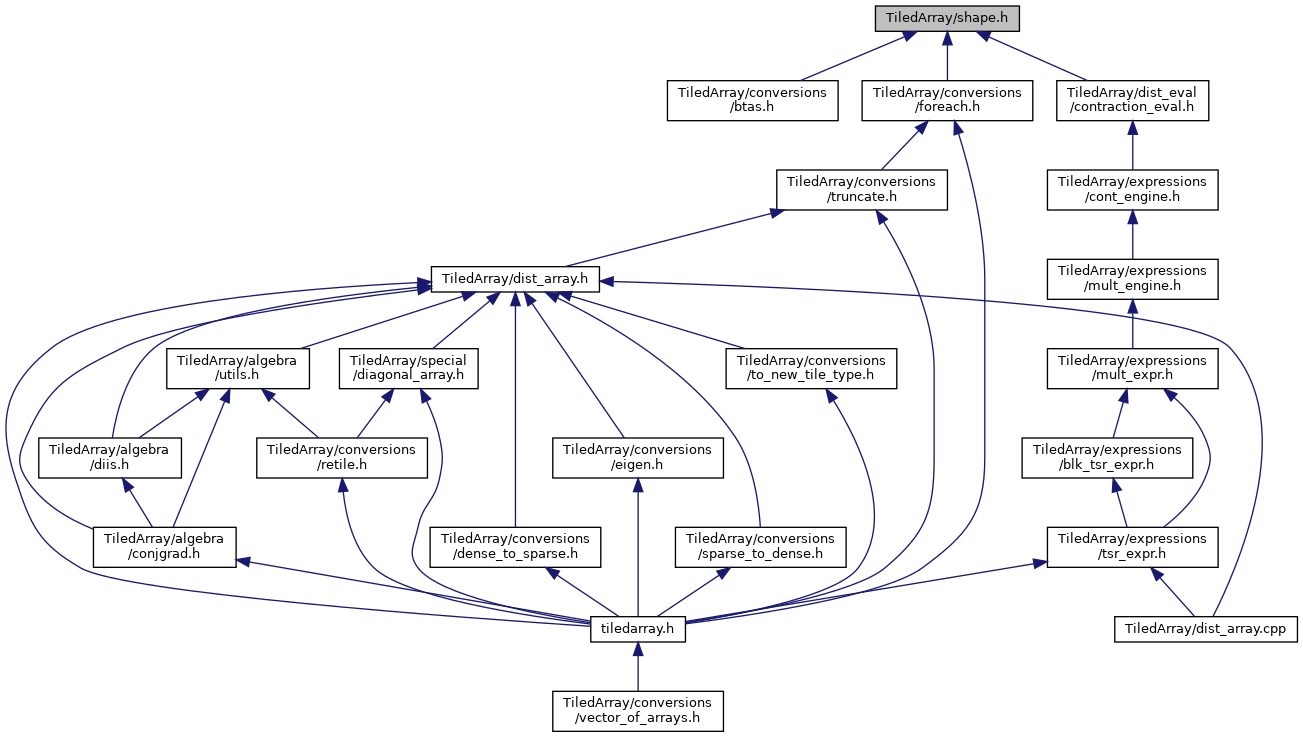 TiledArray/shape.h
TiledArray/conversions
/btas.h
TiledArray/conversions
/foreach.h
TiledArray/dist_eval
/contraction_eval.h
TiledArray/conversions
/truncate.h
TiledArray/expressions
/cont_engine.h
TiledArray/dist_array.h
TiledArray/expressions
/mult_engine.h
TiledArray/algebra
/utils.h
TiledArray/special
/diagonal_array.h
TiledArray/conversions
/to_new_tile_type.h
TiledArray/expressions
/mult_expr.h
TiledArray/algebra
/diis.h
TiledArray/conversions
/retile.h
TiledArray/conversions
/eigen.h
TiledArray/expressions
/blk_tsr_expr.h
TiledArray/algebra
/conjgrad.h
TiledArray/conversions
/dense_to_sparse.h
TiledArray/conversions
/sparse_to_dense.h
TiledArray/expressions
/tsr_expr.h
tiledarray.h
TiledArray/dist_array.cpp
TiledArray/conversions
/vector_of_arrays.h